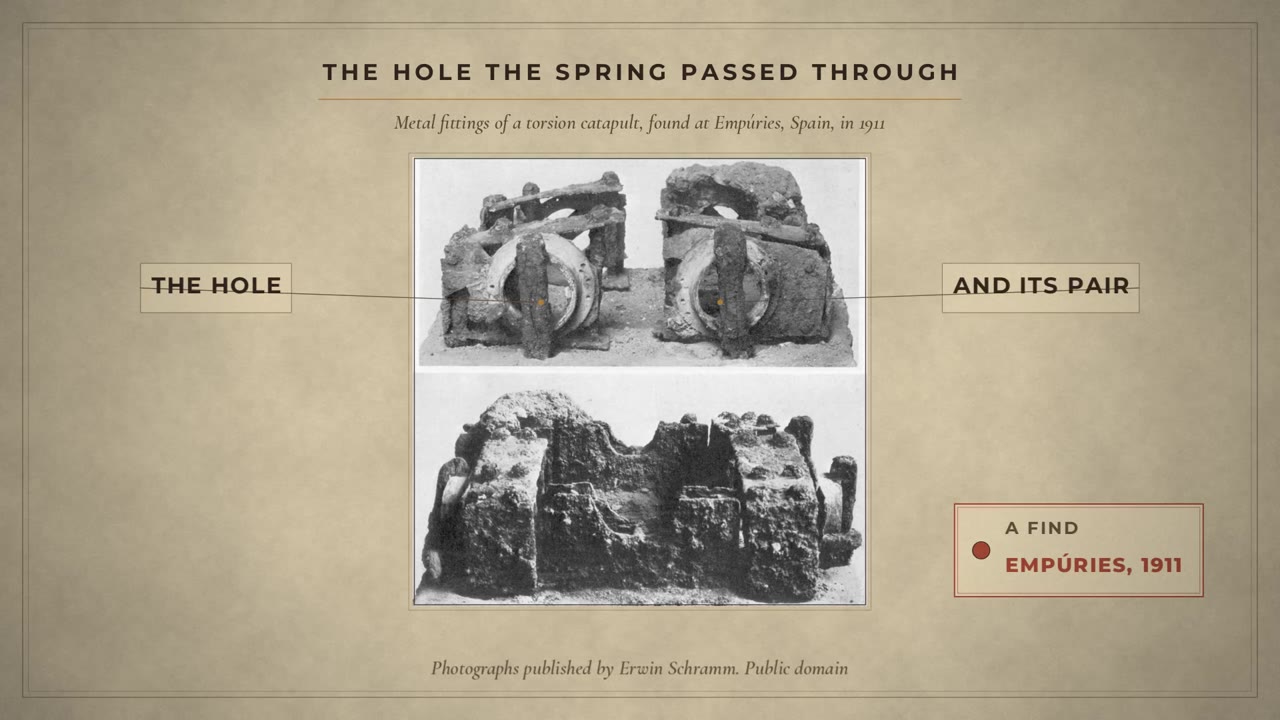 THE HOLE THE SPRING PASSED THROUGH
Metal fittings of a torsion catapult, found at Empúries, Spain, in 1911
THE HOLE
AND ITS PAIR
A FIND
EMPÚRIES, 1911
Photographs published by Erwin Schramm. Public domain